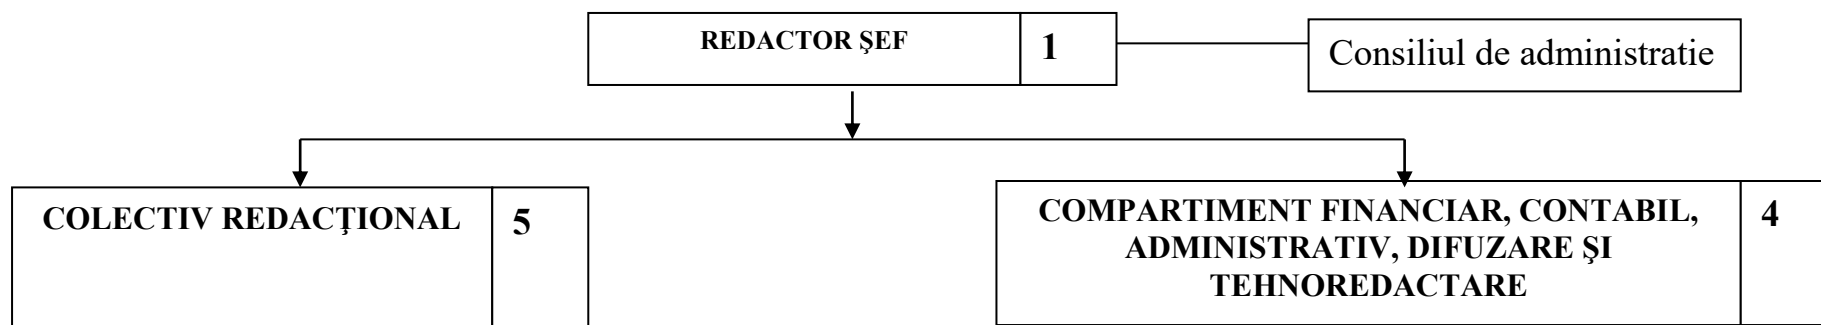 REDACTOR ŞEF 1
Consiliul de administratie
COLECTIV REDACŢIONAL 5
COMPARTIMENT FINANCIAR, CONTABIL, 4
ADMINISTRATIV, DIFUZARE ŞI
TEHNOREDACTARE